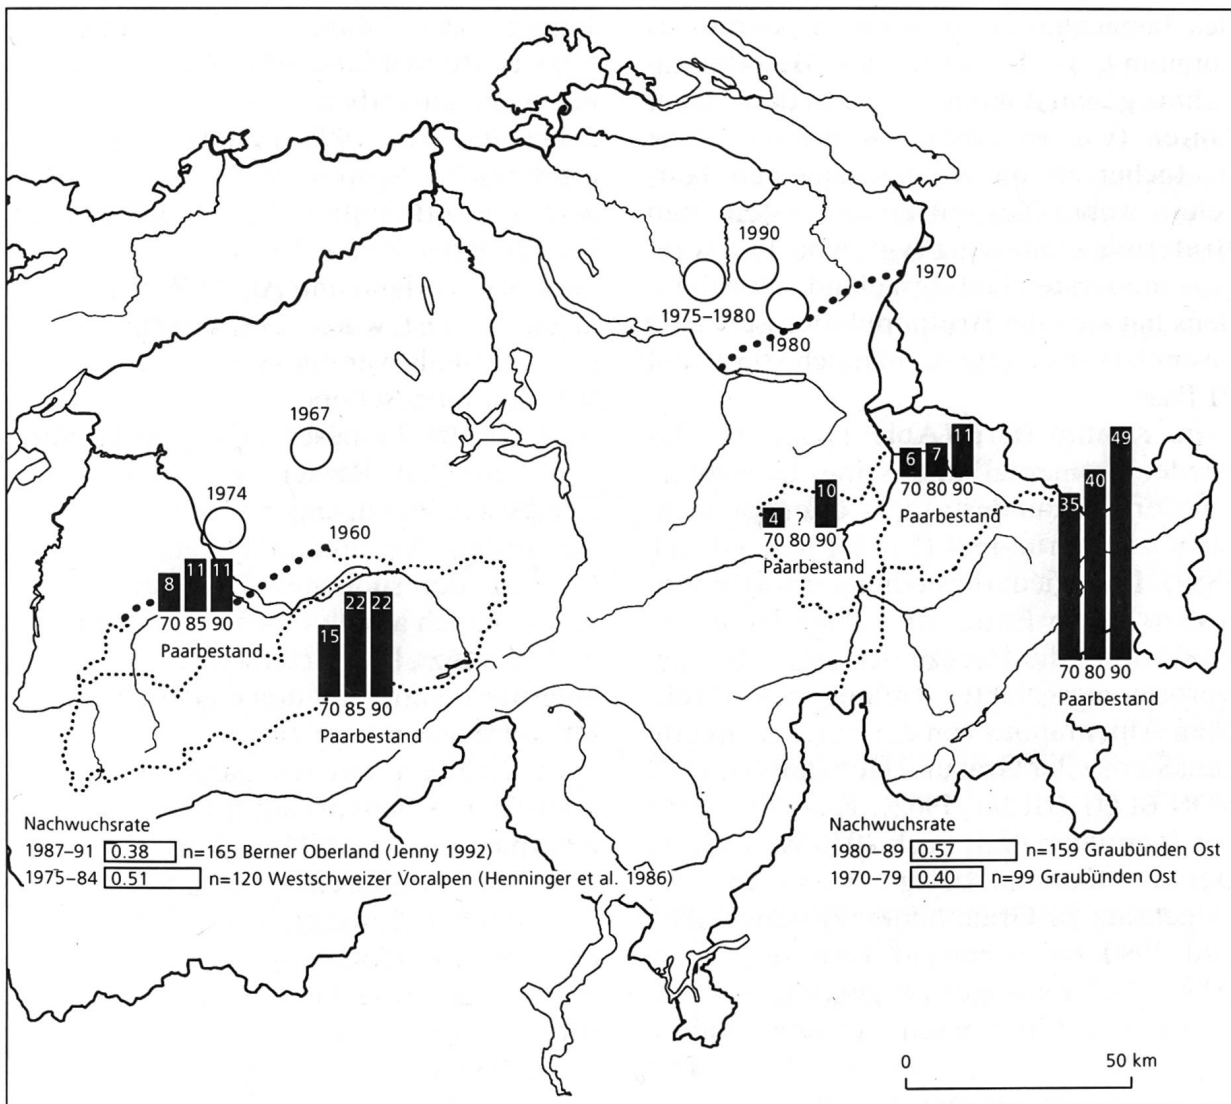 1990
1970
1975–1980
1980
1967
1974
1960
8 11 11
70 85 90
Paarbestand
15 22 22
70 85 90
Paarbestand
4 ? 10
70 80 90
Paarbestand
6 7 11
70 80 90
Paarbestand
35 40 49
70 80 90
Paarbestand
Nachwuchsrate
1987–91 0.38 n=165 Berner Oberland (Jenny 1992)
1975–84 0.51 n=120 Westschweizer Voralpen (Henninger et al. 1986)
Nachwuchsrate
1980–89 0.57 n=159 Graubünden Ost
1970–79 0.40 n=99 Graubünden Ost
0 50 km